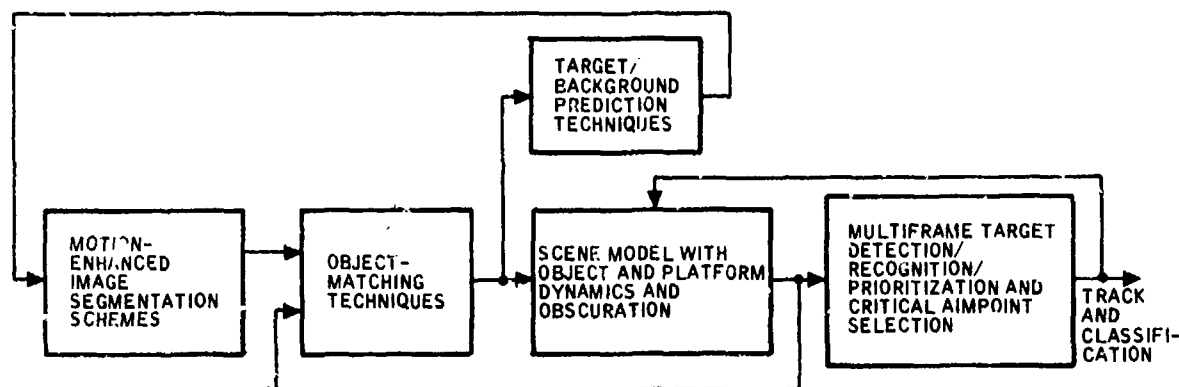 TARGET/
BACKGROUND
PREDICTION
TECHNIQUES
MOTION-
ENHANCED
IMAGE
SEGMENTATION
SCHEMES
OBJECT-
MATCHING
TECHNIQUES
SCENE MODEL WITH
OBJECT AND PLATFORM
DYNAMICS AND
OBSCURATION
MULTIFRAME TARGET
DETECTION/
RECOGNITION/
PRIORITIZATION AND
CRITICAL AIMPOINT
SELECTION
TRACK
AND
CLASSIFI-
CATION